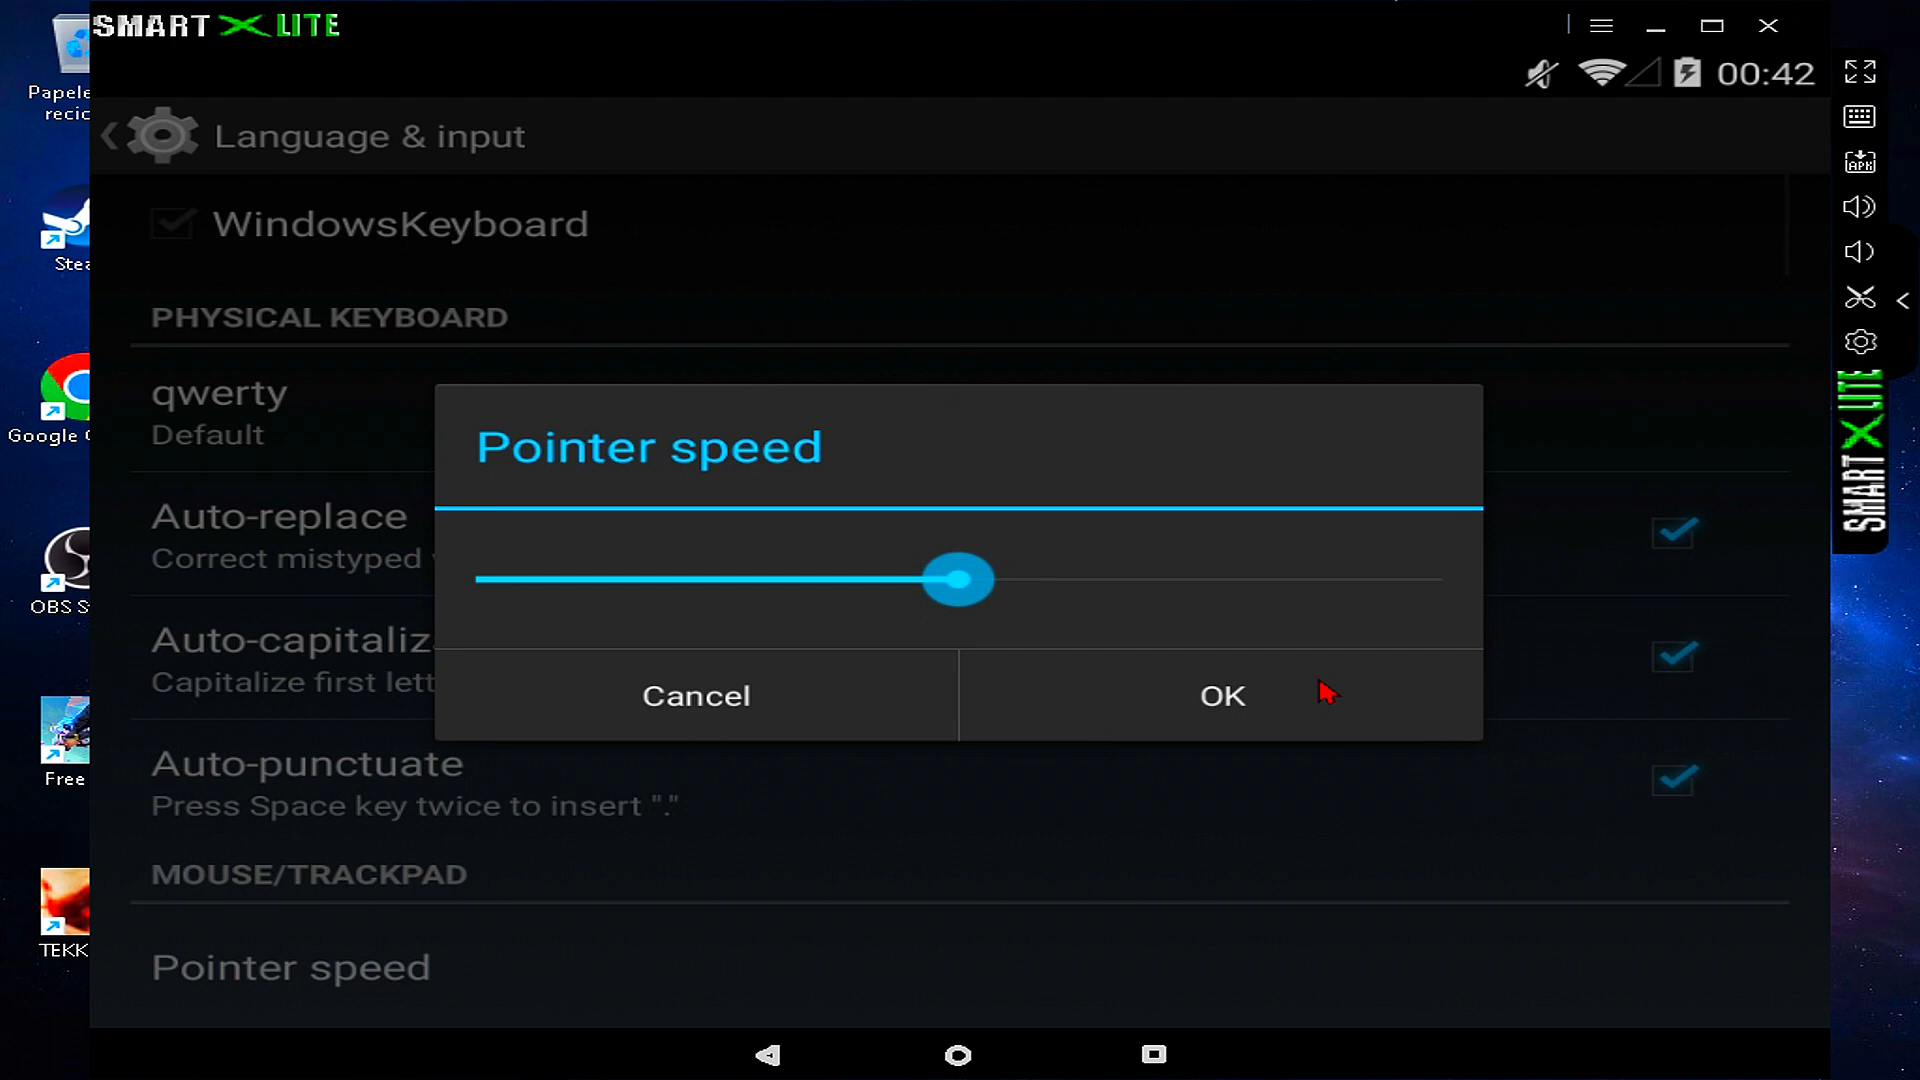 SMART X LITE
00:42
Papele
recic
Language & input
APK
WindowsKeyboard
Stea
PHYSICAL KEYBOARD
qwerty
Default
Google
SMART X LITE
Pointer speed
Auto-replace
Correct mistyped
OBS S
Auto-capitaliz
Capitalize first lett
Cancel
OK
Free
Auto-punctuate
Press Space key twice to insert "."
MOUSE/TRACKPAD
TEKK
Pointer speed